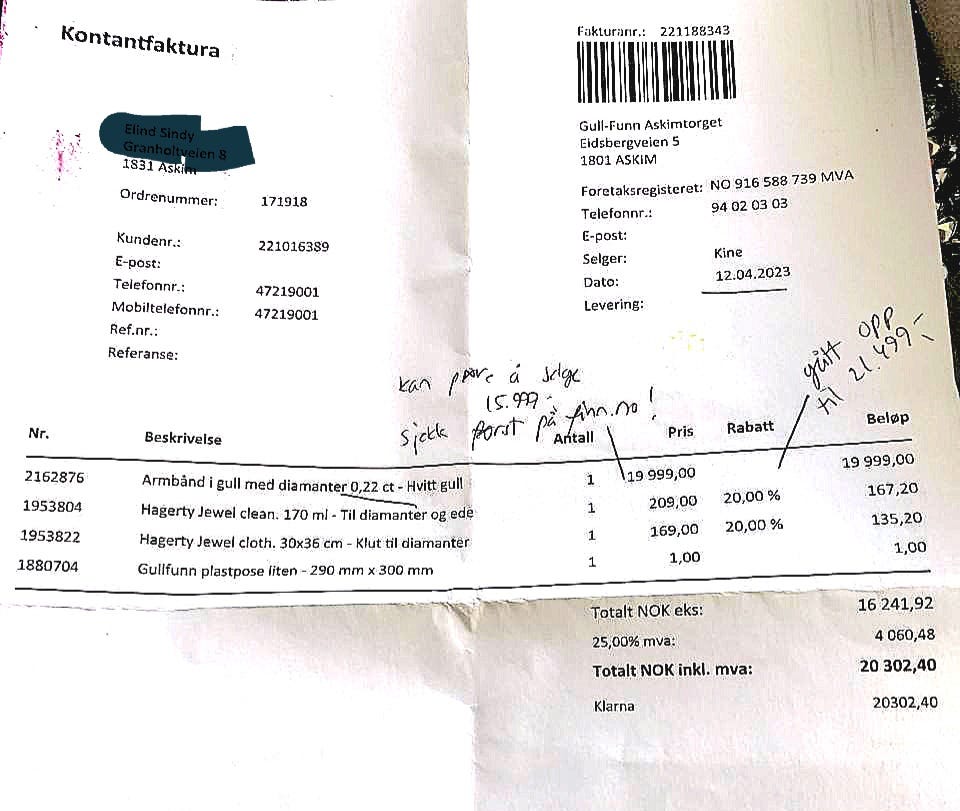 Kontantfaktura
Fakturanr.: 221188343
Gull-Funn Askimtorget
Eidsbergveien 5
1801 ASKIM
1831 Askim
Foretaksregisteret: NO 916 588 739 MVA
Telefonnr.: 94 02 03 03
E-post:
Selger: Kine
Dato: 12.04.2023
Levering:
Ordrenummer: 171918
Kundenr.: 221016389
E-post:
Telefonnr.: 47219001
Mobiltelefonnr.: 47219001
Ref.nr.:
Referanse:
gått opp
til 21.499,-
kan prøve å selge
15.999,-
sjekk først på finn.no!
Nr. Beskrivelse Antall Pris Rabatt Beløp
2162876 Armbånd i gull med diamanter 0,22 ct - Hvitt gull 1 19 999,00 19 999,00
1953804 Hagerty Jewel clean. 170 ml - Til diamanter og ede 1 209,00 20,00 % 167,20
1953822 Hagerty Jewel cloth. 30x36 cm - Klut til diamanter 1 169,00 20,00 % 135,20
1880704 Gullfunn plastpose liten - 290 mm x 300 mm 1 1,00 1,00
Totalt NOK eks: 16 241,92
25,00% mva: 4 060,48
Totalt NOK inkl. mva: 20 302,40
Klarna 20302,40